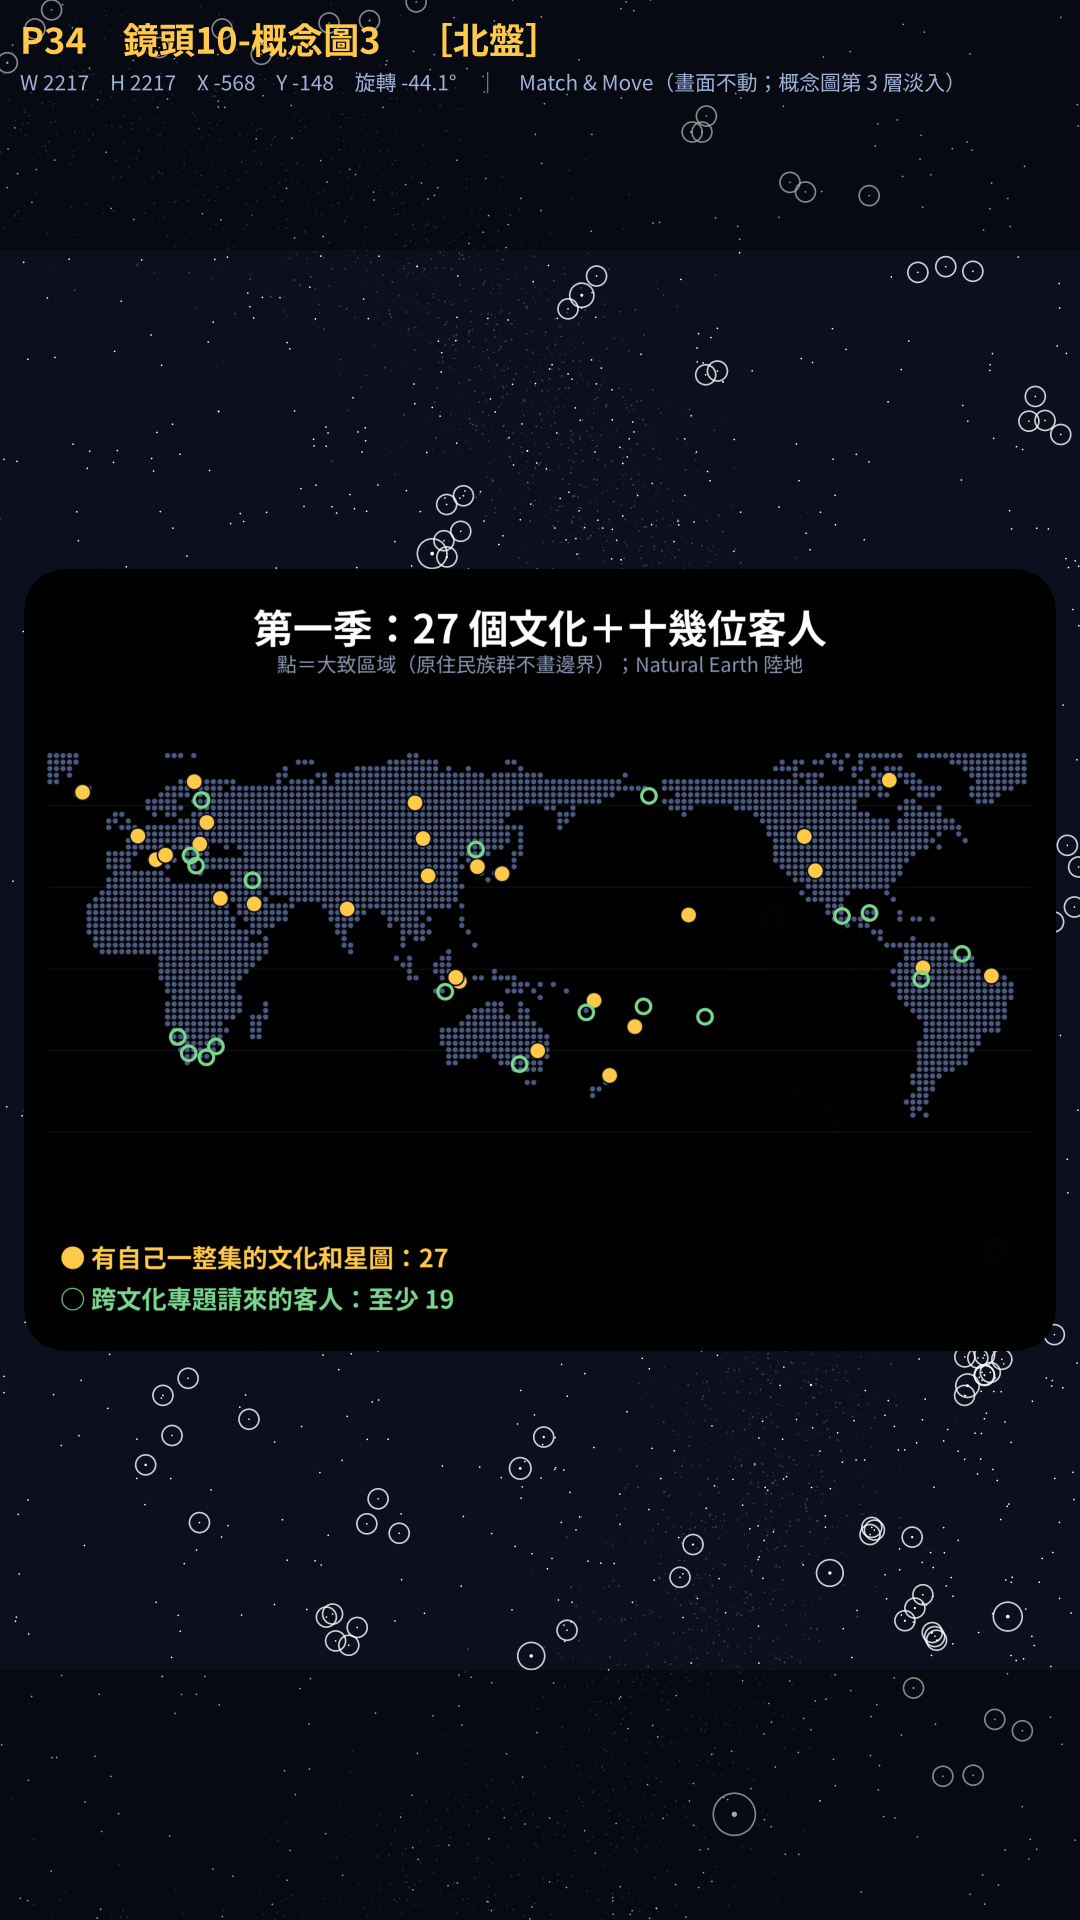 P34　鏡頭10-概念圖3　［北盤］
W 2217　H 2217　X -568　Y -148　旋轉 -44.1°　｜　Match & Move（畫面不動；概念圖第 3 層淡入）
第一季：27 個文化＋十幾位客人
點＝大致區域（原住民族群不畫邊界）；Natural Earth 陸地
● 有自己一整集的文化和星圖：27
○ 跨文化專題請來的客人：至少 19